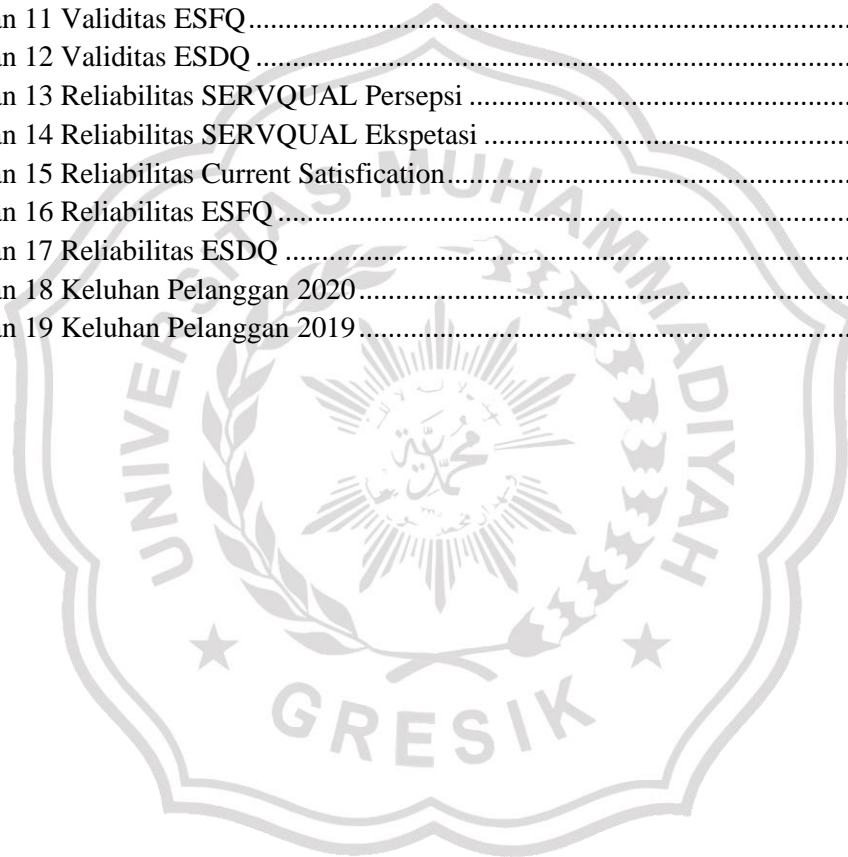 an 11 Validitas ESFQ
an 12 Validitas ESDQ
an 13 Reliabilitas SERVQUAL Persepsi
an 14 Reliabilitas SERVQUAL Ekspetasi
an 15 Reliabilitas Current Satisfication
an 16 Reliabilitas ESFQ
an 17 Reliabilitas ESDQ
an 18 Keluhan Pelanggan 2020
an 19 Keluhan Pelanggan 2019
UNIVERSITAS MUHAMMADIYAH
GRESIK